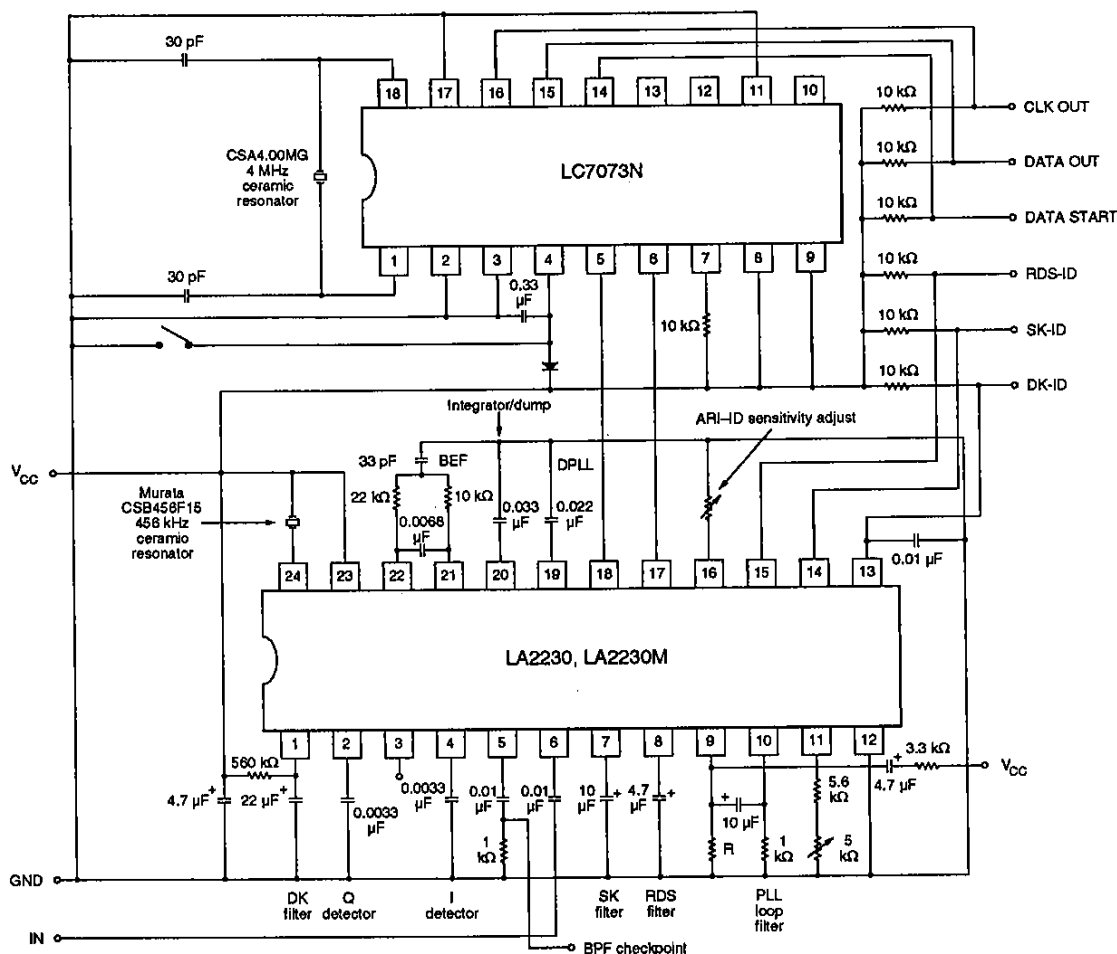 30 pF
18
17
16
15
14
13
12
11
10
10 kΩ
CLK OUT
CSA4.00MG
4 MHz
ceramic
resonator
LC7073N
10 kΩ
DATA OUT
10 kΩ
DATA START
1
2
3
4
5
6
7
8
9
30 pF
0.33
µF
10 kΩ
10 kΩ
RDS-ID
10 kΩ
SK-ID
10 kΩ
DK-ID
Integrator/dump
ARI–ID sensitivity adjust
VCC
33 pF
BEF
DPLL
Murata
CSB456F15
456 kHz
ceramic
resonator
22 kΩ
10 kΩ
0.0068
µF
0.033
µF
0.022
µF
0.01 µF
24
23
22
21
20
19
18
17
16
15
14
13
LA2230, LA2230M
1
2
3
4
5
6
7
8
9
10
11
12
560 kΩ
4.7 µF
+
22 µF
+
0.0033
µF
0.0033
µF
0.01
µF
0.01
µF
10
µF
+
4.7
µF
+
+
10 µF
+
4.7 µF
3.3 kΩ
VCC
5.6
kΩ
1
kΩ
R
1
kΩ
5
kΩ
GND
DK
filter
Q
detector
I
detector
SK
filter
RDS
filter
PLL
loop
filter
IN
BPF checkpoint